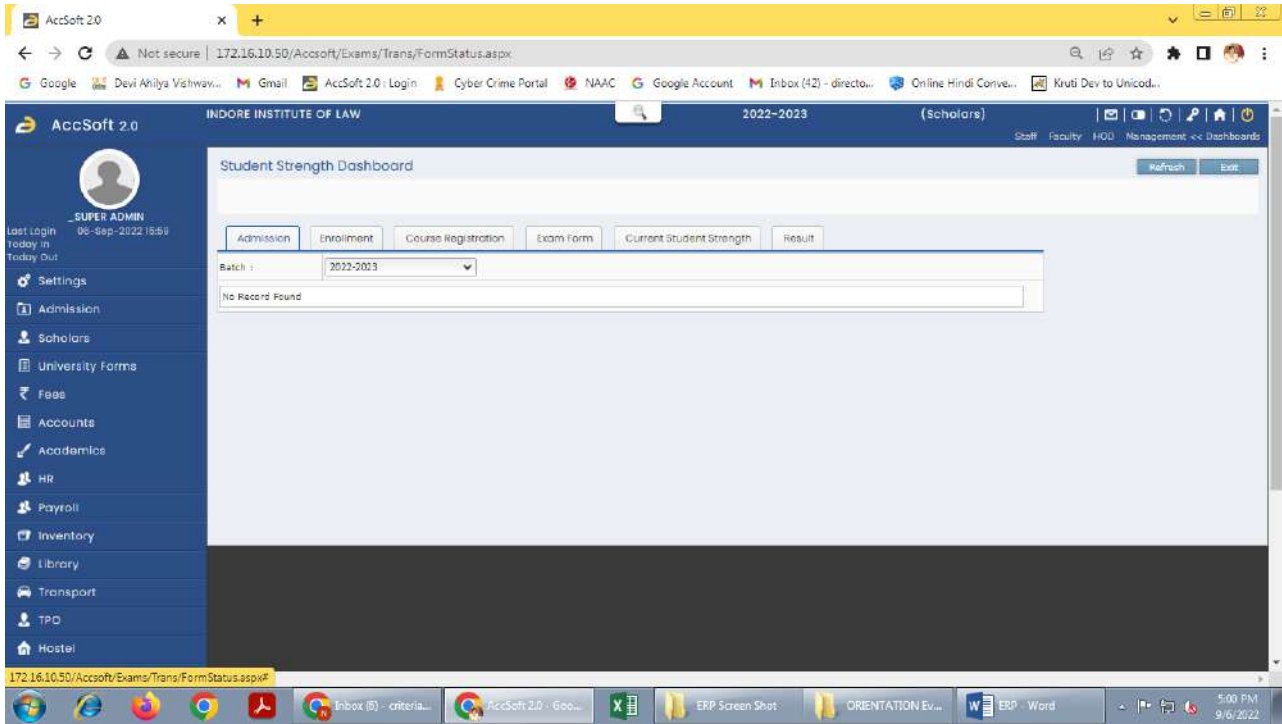 AccSoft 2.0
Not secure | 172.16.10.50/Accsoft/Exams/Trans/FormStatus.aspx
Google Devi Ahilya Vishwav... Gmail AccSoft 2.0 : Login Cyber Crime Portal NAAC Google Account Inbox (42) - directo... Online Hindi Conve... Kruti Dev to Unicod...
AccSoft 2.0
INDORE INSTITUTE OF LAW 2022-2023 (Scholars)
Staff Faculty HOD Management << Dashboards
Student Strength Dashboard Refresh Exit
_SUPER ADMIN
Last Login 06-Sep-2022 16:59
Today In
Today Out
Admission Enrollment Course Registration Exam Form Current Student Strength Result
Batch : 2022-2023
No Record Found
Settings
Admission
Scholars
University Forms
₹ Fees
Accounts
Academics
HR
Payroll
Inventory
Library
Transport
TPO
Hostel
172.16.10.50/Accsoft/Exams/Trans/FormStatus.aspx#
Inbox (6) - criteria... AccSoft 2.0 - Goo... ERP Screen Shot ORIENTATION Ev... ERP - Word
5:00 PM
9/6/2022